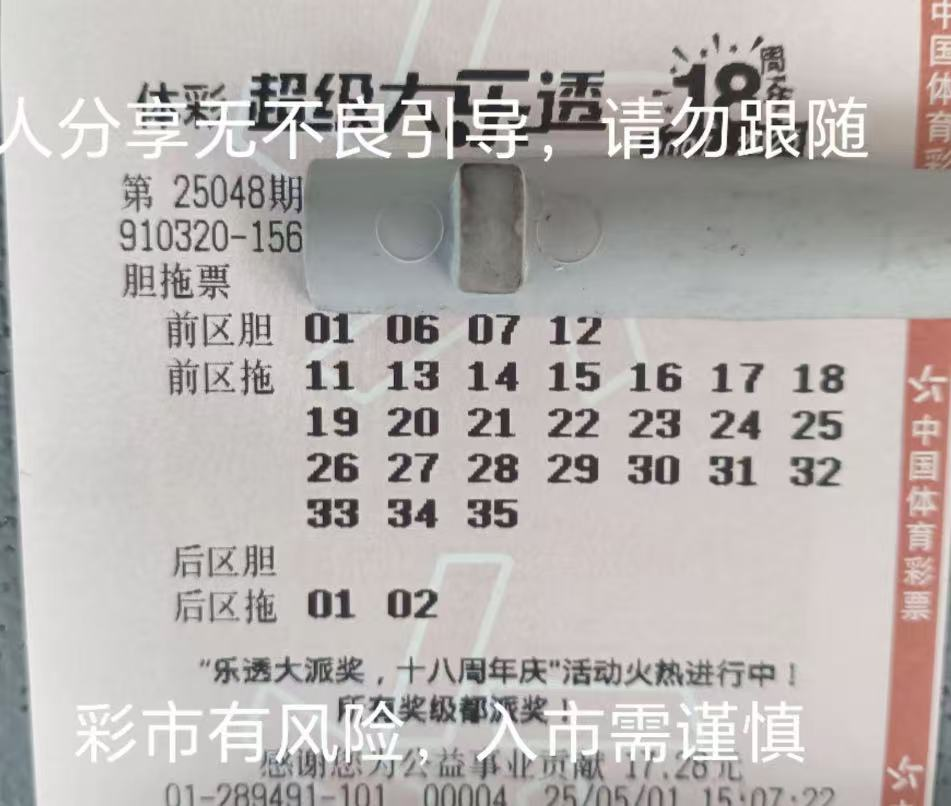 体彩 超级大乐透 18周年
人分享无不良引导，请勿跟随
第 25048期
910320-156
胆拖票
前区胆 01 06 07 12
前区拖 11 13 14 15 16 17 18
19 20 21 22 23 24 25
26 27 28 29 30 31 32
33 34 35
后区胆
后区拖 01 02
“乐透大派奖，十八周年庆”活动火热进行中！
所有奖级都派奖！
彩市有风险，入市需谨慎
感谢您为公益事业贡献 17.28元
01-289491-101 00004 25/05/01 15:07:22
中国体育彩
中国体育彩票